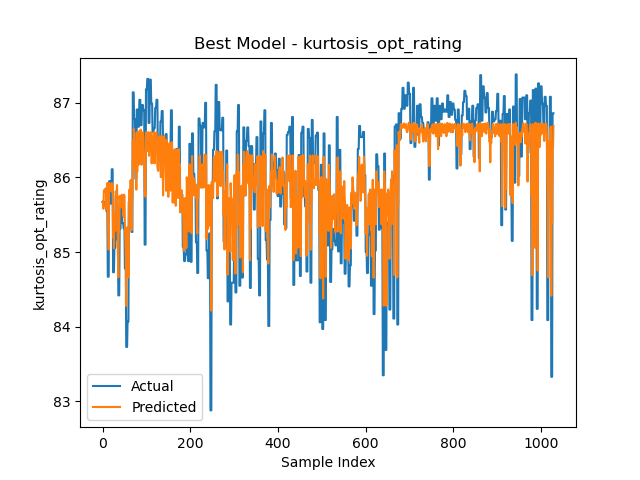 Best Model - kurtosis_opt_rating
kurtosis_opt_rating
87
86
85
84
83
Actual
Predicted
0
200
400
600
800
1000
Sample Index